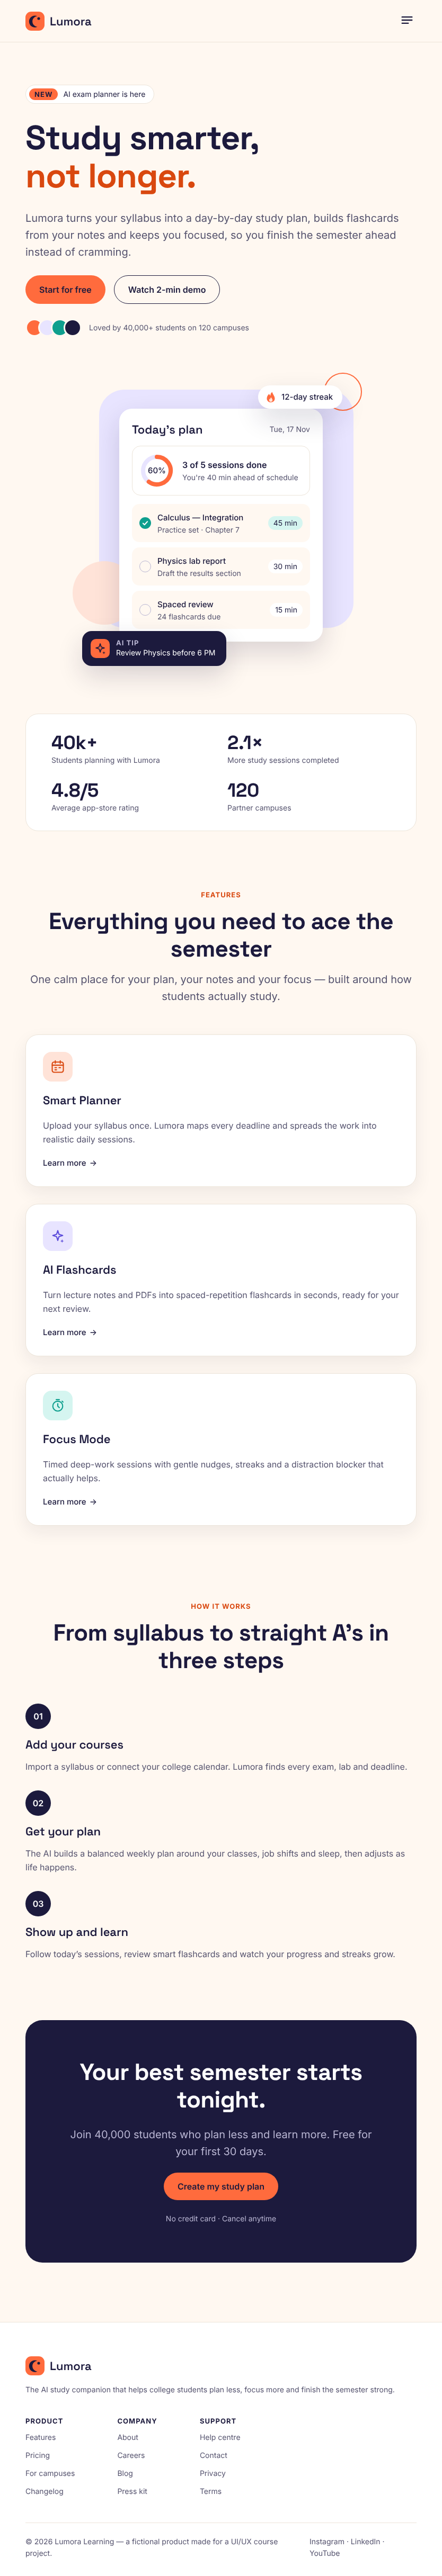 Lumora
NEW AI exam planner is here
Study smarter,
not longer.
Lumora turns your syllabus into a day-by-day study plan, builds flashcards
from your notes and keeps you focused, so you finish the semester ahead
instead of cramming.
Start for free
Watch 2-min demo
Loved by 40,000+ students on 120 campuses
12-day streak
Today's plan
Tue, 17 Nov
60%
3 of 5 sessions done
You're 40 min ahead of schedule
Calculus — Integration
Practice set · Chapter 7
45 min
Physics lab report
Draft the results section
30 min
Spaced review
24 flashcards due
15 min
AI TIP
Review Physics before 6 PM
40k+
Students planning with Lumora
2.1×
More study sessions completed
4.8/5
Average app-store rating
120
Partner campuses
FEATURES
Everything you need to ace the
semester
One calm place for your plan, your notes and your focus — built around how
students actually study.
Smart Planner
Upload your syllabus once. Lumora maps every deadline and spreads the work into
realistic daily sessions.
Learn more →
AI Flashcards
Turn lecture notes and PDFs into spaced-repetition flashcards in seconds, ready for your
next review.
Learn more →
Focus Mode
Timed deep-work sessions with gentle nudges, streaks and a distraction blocker that
actually helps.
Learn more →
HOW IT WORKS
From syllabus to straight A's in
three steps
01
Add your courses
Import a syllabus or connect your college calendar. Lumora finds every exam, lab and deadline.
02
Get your plan
The AI builds a balanced weekly plan around your classes, job shifts and sleep, then adjusts as
life happens.
03
Show up and learn
Follow today's sessions, review smart flashcards and watch your progress and streaks grow.
Your best semester starts
tonight.
Join 40,000 students who plan less and learn more. Free for
your first 30 days.
Create my study plan
No credit card · Cancel anytime
Lumora
The AI study companion that helps college students plan less, focus more and finish the semester strong.
PRODUCT
Features
Pricing
For campuses
Changelog
COMPANY
About
Careers
Blog
Press kit
SUPPORT
Help centre
Contact
Privacy
Terms
© 2026 Lumora Learning — a fictional product made for a UI/UX course
project.
Instagram · LinkedIn ·
YouTube